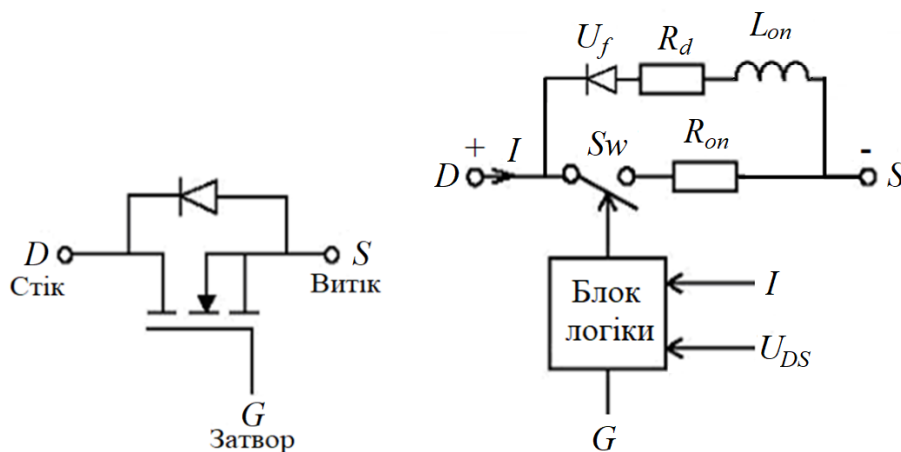 D
Стік
S
Витік
G
Затвор
U_f
R_d
L_on
+
I
D
Sw
R_on
-
S
Блок
логіки
I
U_DS
G